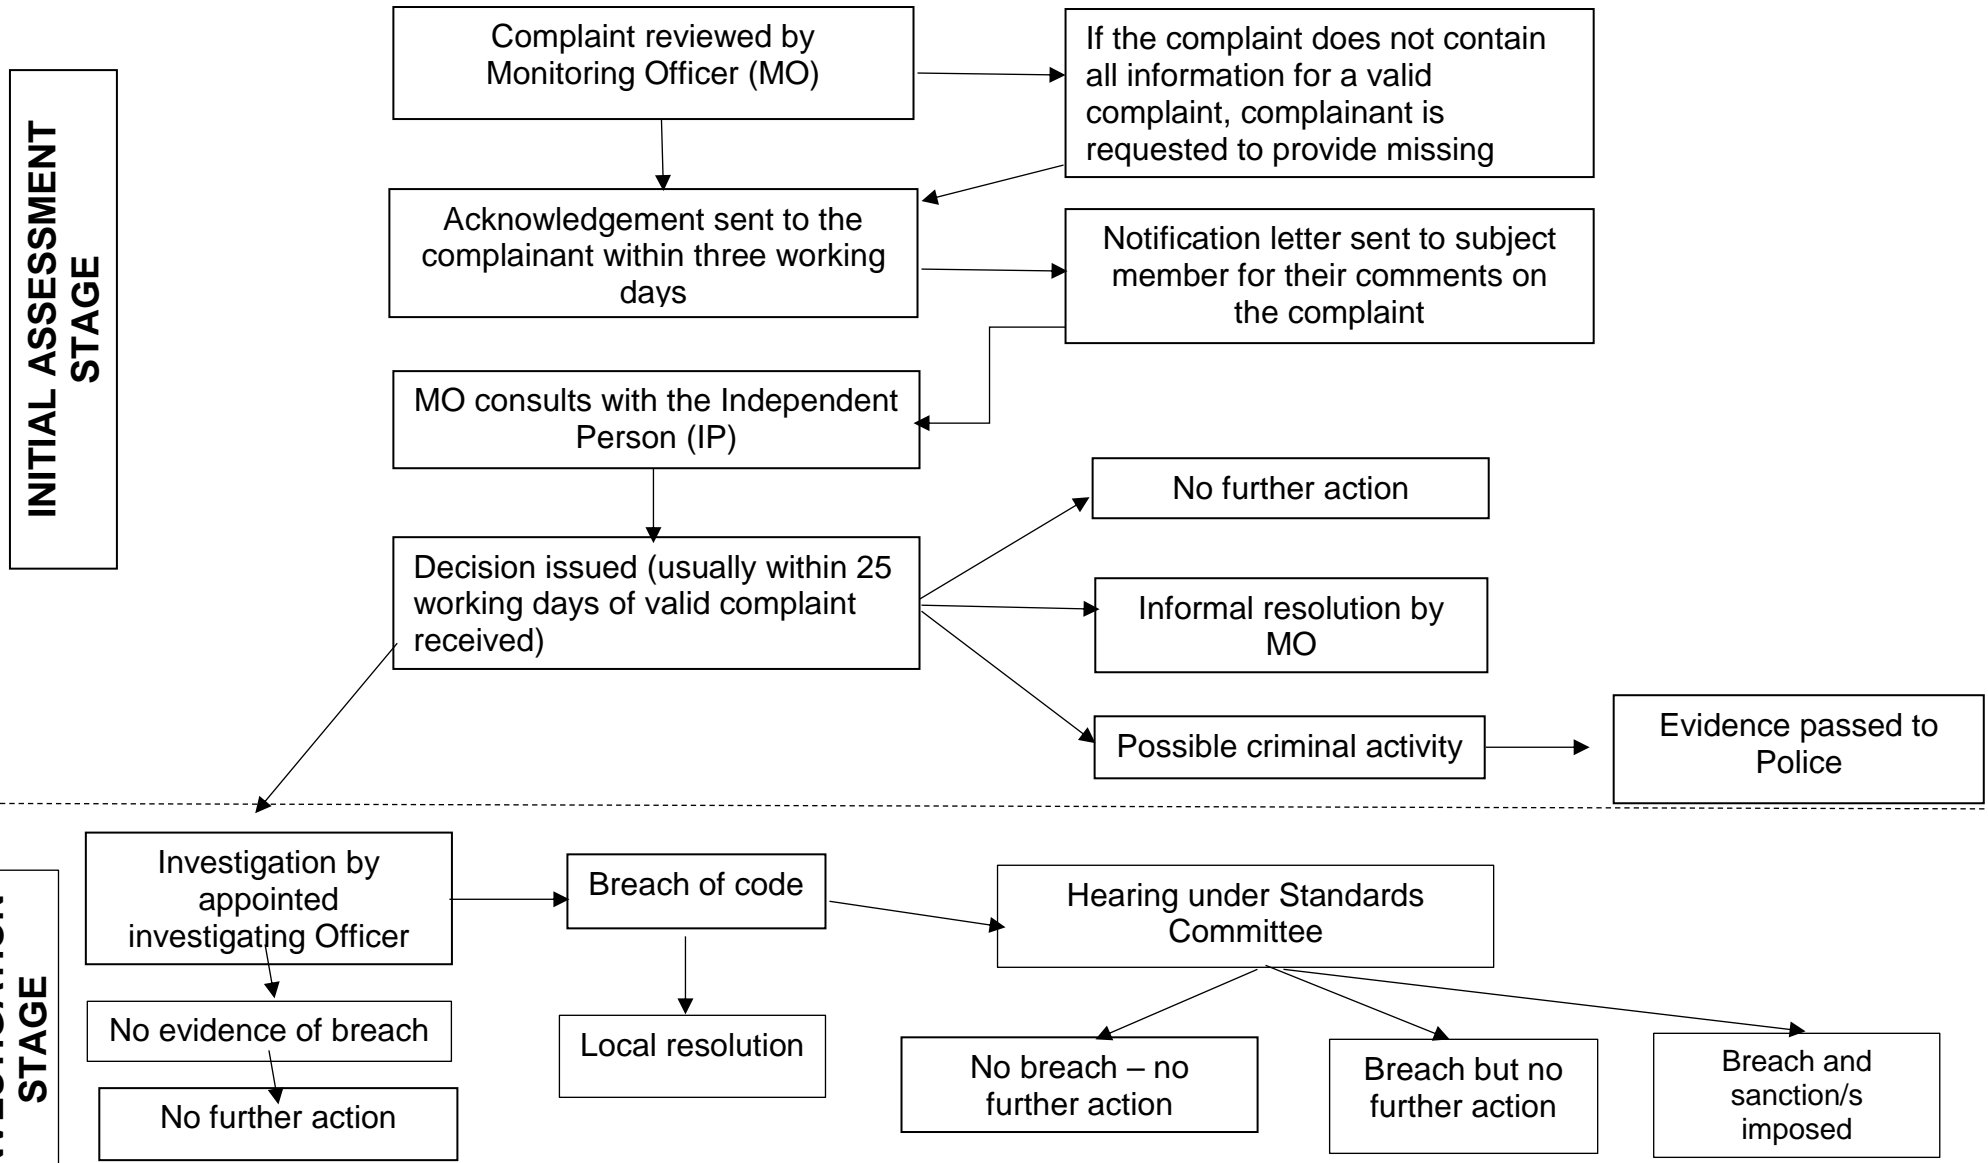 INITIAL ASSESSMENT
STAGE
Complaint reviewed by
Monitoring Officer (MO)
If the complaint does not contain
all information for a valid
complaint, complainant is
requested to provide missing
Acknowledgement sent to the
complainant within three working
days
Notification letter sent to subject
member for their comments on
the complaint
MO consults with the Independent
Person (IP)
Decision issued (usually within 25
working days of valid complaint
received)
No further action
Informal resolution by
MO
Possible criminal activity
Evidence passed to
Police
STAGE
Investigation by
appointed
investigating Officer
Breach of code
Hearing under Standards
Committee
No evidence of breach
Local resolution
No further action
No breach – no
further action
Breach but no
further action
Breach and
sanction/s
imposed